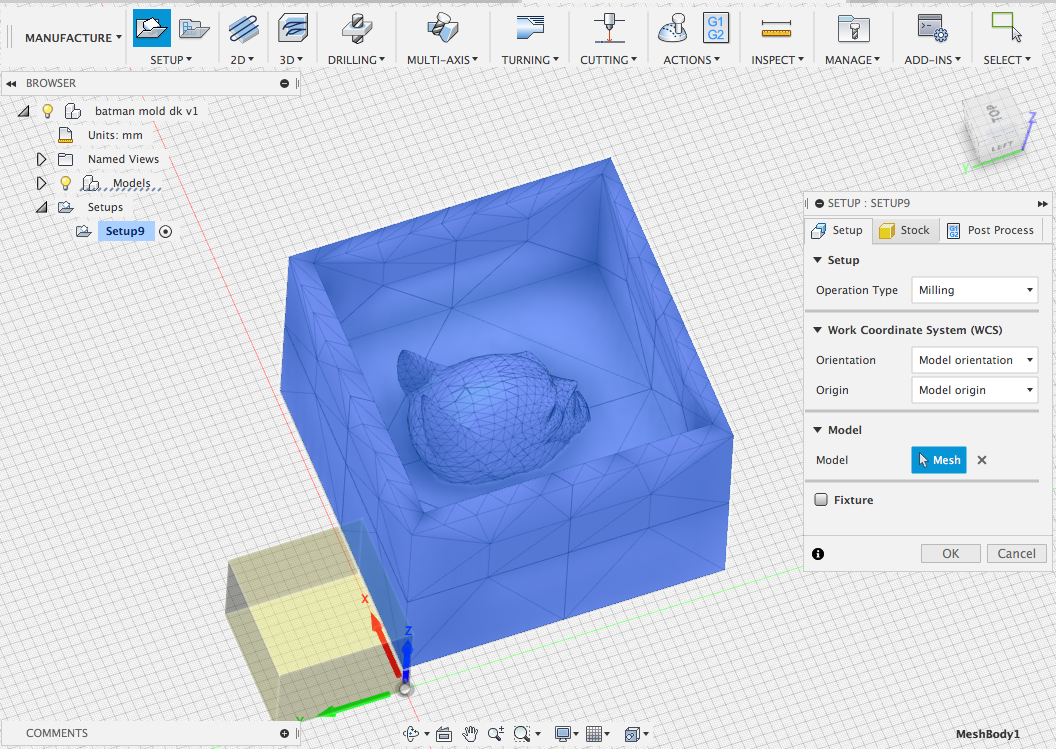 MANUFACTURE
SETUP
2D
3D
DRILLING
MULTI-AXIS
TURNING
CUTTING
G1
G2
ACTIONS
INSPECT
MANAGE
ADD-INS
SELECT
BROWSER
batman mold dk v1
Units: mm
Named Views
Models
Setups
Setup9
TOP
LEFT
Z
Y
SETUP : SETUP9
Setup
Stock
G1
G2
Post Process
Setup
Operation Type
Milling
Work Coordinate System (WCS)
Orientation
Model orientation
Origin
Model origin
Model
Model
Mesh
Fixture
OK
Cancel
X
Z
Y
COMMENTS
MeshBody1